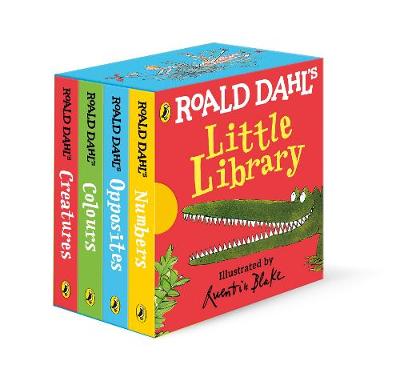 ROALD DAHL'S
Creatures
ROALD DAHL'S
Colours
ROALD DAHL'S
Opposites
ROALD DAHL'S
Numbers
ROALD DAHL'S
Little
Library
Illustrated by
Quentin Blake